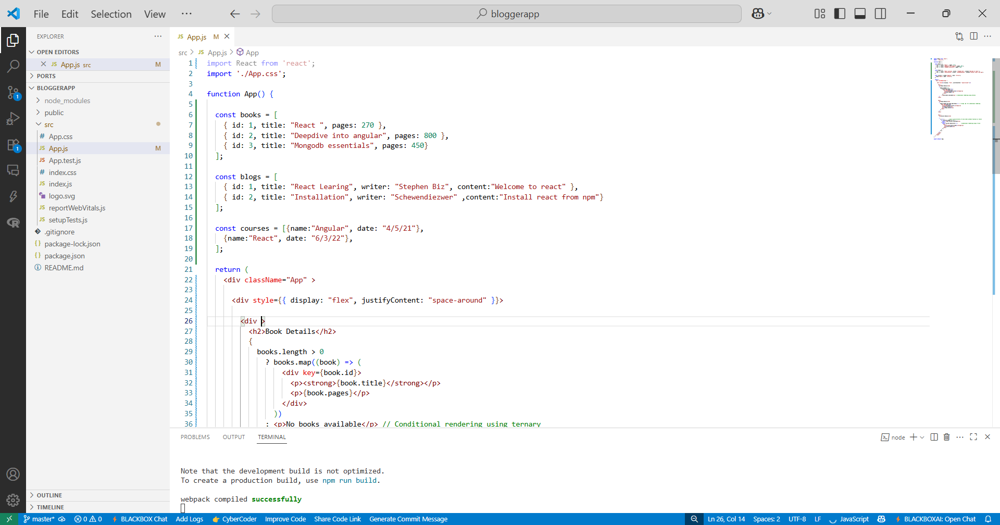 File Edit Selection View ··· bloggerapp
EXPLORER ···
OPEN EDITORS
App.js src M
PORTS
BLOGGERAPP
node_modules
public
src
App.css
App.js M
App.test.js
index.css
index.js
logo.svg
reportWebVitals.js
setupTests.js
.gitignore
package-lock.json
package.json
README.md
OUTLINE
TIMELINE
1
1
JS App.js M
src > JS App.js > App
1 import React from 'react';
2 import './App.css';
3
4 function App() {
5
6 const books = [
7 { id: 1, title: "React ", pages: 270 },
8 { id: 2, title: "Deepdive into angular", pages: 800 },
9 { id: 3, title: "Mongodb essentials", pages: 450}
10 ];
11
12 const blogs = [
13 { id: 1, title: "React Learing", writer: "Stephen Biz", content:"Welcome to react" },
14 { id: 2, title: "Installation", writer: "Schewendiezwer" ,content:"Install react from npm"}
15 ];
16
17 const courses = [{name:"Angular", date: "4/5/21"},
18 {name:"React", date: "6/3/22"},
19 ];
20
21 return (
22 <div className="App" >
23
24 <div style={{ display: "flex", justifyContent: "space-around" }}>
25
26 <div >
27 <h2>Book Details</h2>
28 {
29 books.length > 0
30 ? books.map((book) => (
31 <div key={book.id}>
32 <p><strong>{book.title}</strong></p>
33 <p>{book.pages}</p>
34 </div>
35 ))
36 : <p>No books available</p> // Conditional rendering using ternary
PROBLEMS OUTPUT TERMINAL node
Note that the development build is not optimized.
To create a production build, use npm run build.
webpack compiled successfully
master* 0 0 BLACKBOX Chat Add Logs CyberCoder Improve Code Share Code Link Generate Commit Message Ln 26, Col 14 Spaces: 2 UTF-8 LF JavaScript BLACKBOXAI: Open Chat